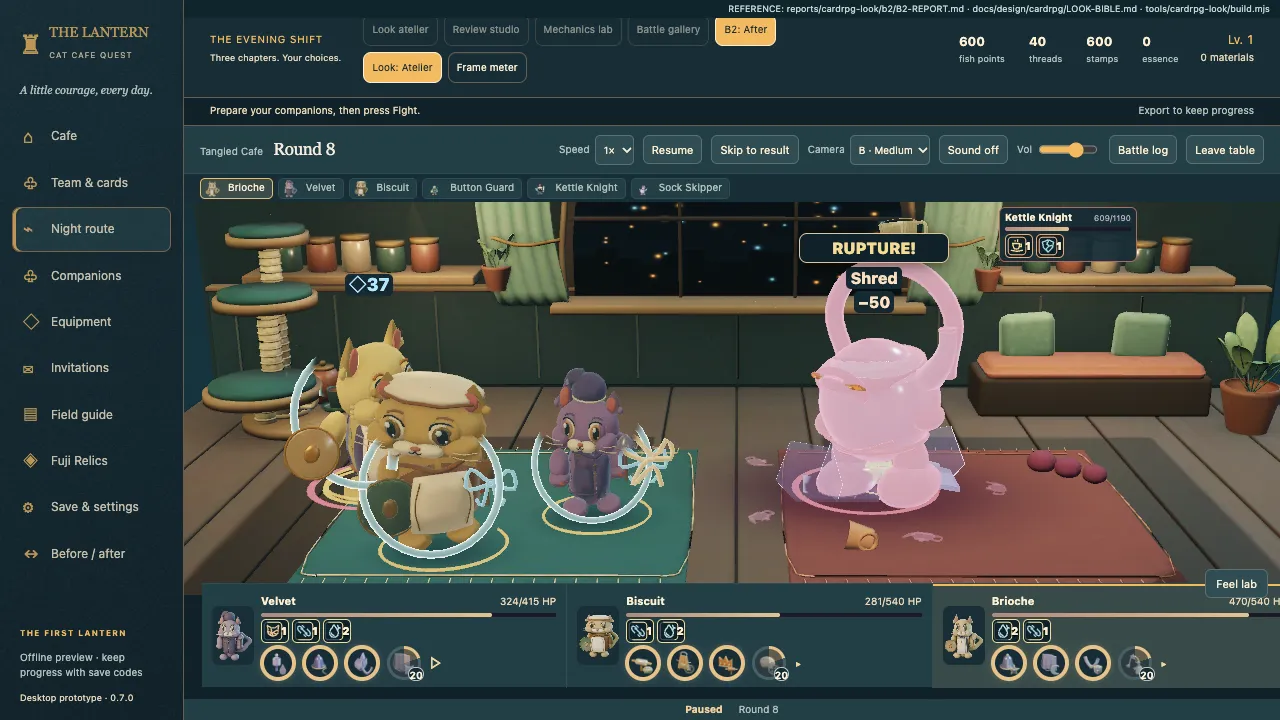 REFERENCE: reports/cardrpg-look/b2/B2-REPORT.md · docs/design/cardrpg/LOOK-BIBLE.md · tools/cardrpg-look/build.mjs
THE LANTERN
CAT CAFE QUEST
A little courage, every day.
Cafe
Team & cards
Night route
Companions
Equipment
Invitations
Field guide
Fuji Relics
Save & settings
Before / after
THE FIRST LANTERN
Offline preview · keep
progress with save codes
Desktop prototype · 0.7.0
THE EVENING SHIFT
Three chapters. Your choices.
Look atelier
Review studio
Mechanics lab
Battle gallery
B2: After
Look: Atelier
Frame meter
600
fish points
40
threads
600
stamps
0
essence
Lv. 1
0 materials
Prepare your companions, then press Fight.
Export to keep progress
Tangled Cafe
Round 8
Speed
1×
Resume
Skip to result
Camera
B · Medium
Sound off
Vol
Battle log
Leave table
Brioche
Velvet
Biscuit
Button Guard
Kettle Knight
Sock Skipper
Kettle Knight
609/1190
1
1
RUPTURE!
Shred
−50
37
Feel lab
Velvet
324/415 HP
1
1
2
20
Biscuit
281/540 HP
1
2
20
Brioche
470/540 H
2
1
20
Paused
Round 8